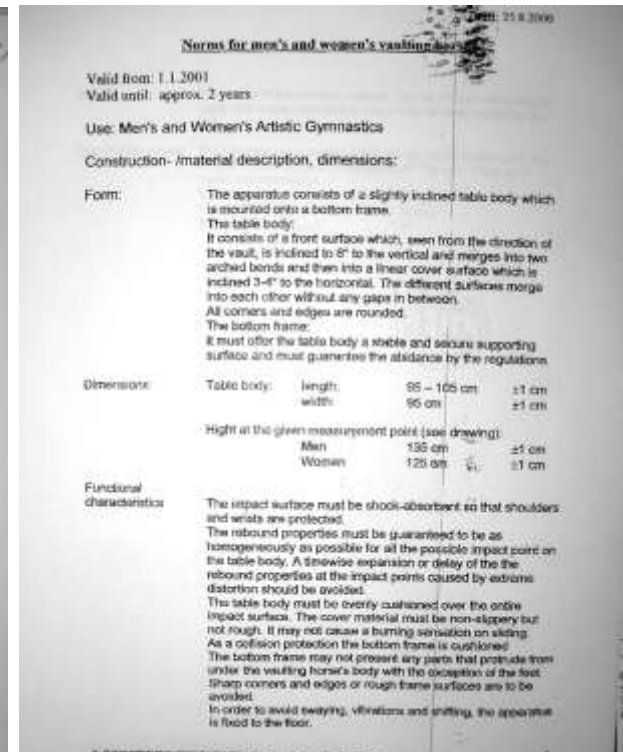 Draft: 25.8.2000
Norms for men's and women's vaulting horses
Valid from: 1.1.2001
Valid until: approx. 2 years
Use: Men's and Women's Artistic Gymnastics
Construction- /material description, dimensions:
Form: The apparatus consists of a slightly inclined table body which
is mounted onto a bottom frame.
The table body:
It consists of a front surface which, seen from the direction of
the vault, is inclined to 8° to the vertical and merges into two
arched bends and then into a linear cover surface which is
inclined 3-4° to the horizontal. The different surfaces merge
into each other without any gaps in between.
All corners and edges are rounded.
The bottom frame:
It must offer the table body a stable and secure supporting
surface and must guarantee the abidance by the regulations.
Dimensions: Table body: length: 95 – 105 cm ±1 cm
width: 95 cm ±1 cm
Hight at the given measurement point (see drawing):
Men 135 cm ±1 cm
Women 125 cm ±1 cm
Functional
characteristics The impact surface must be shock-absorbent so that shoulders
and wrists are protected.
The rebound properties must be guaranteed to be as
homogeneously as possible for all the possible impact point on
the table body. A timewise expansion or delay of the the
rebound properties at the impact points caused by extreme
distortion should be avoided.
The table body must be evenly cushioned over the entire
impact surface. The cover material must be non-slippery but
not rough. It may not cause a burning sensation on sliding.
As a collision protection the bottom frame is cushioned
The bottom frame may not present any parts that protrude from
under the vaulting horse's body with the exception of the feet
Sharp corners and edges or rough frame surfaces are to be
avoided.
In order to avoid swaying, vibrations and shifting, the apparatus
is fixed to the floor.